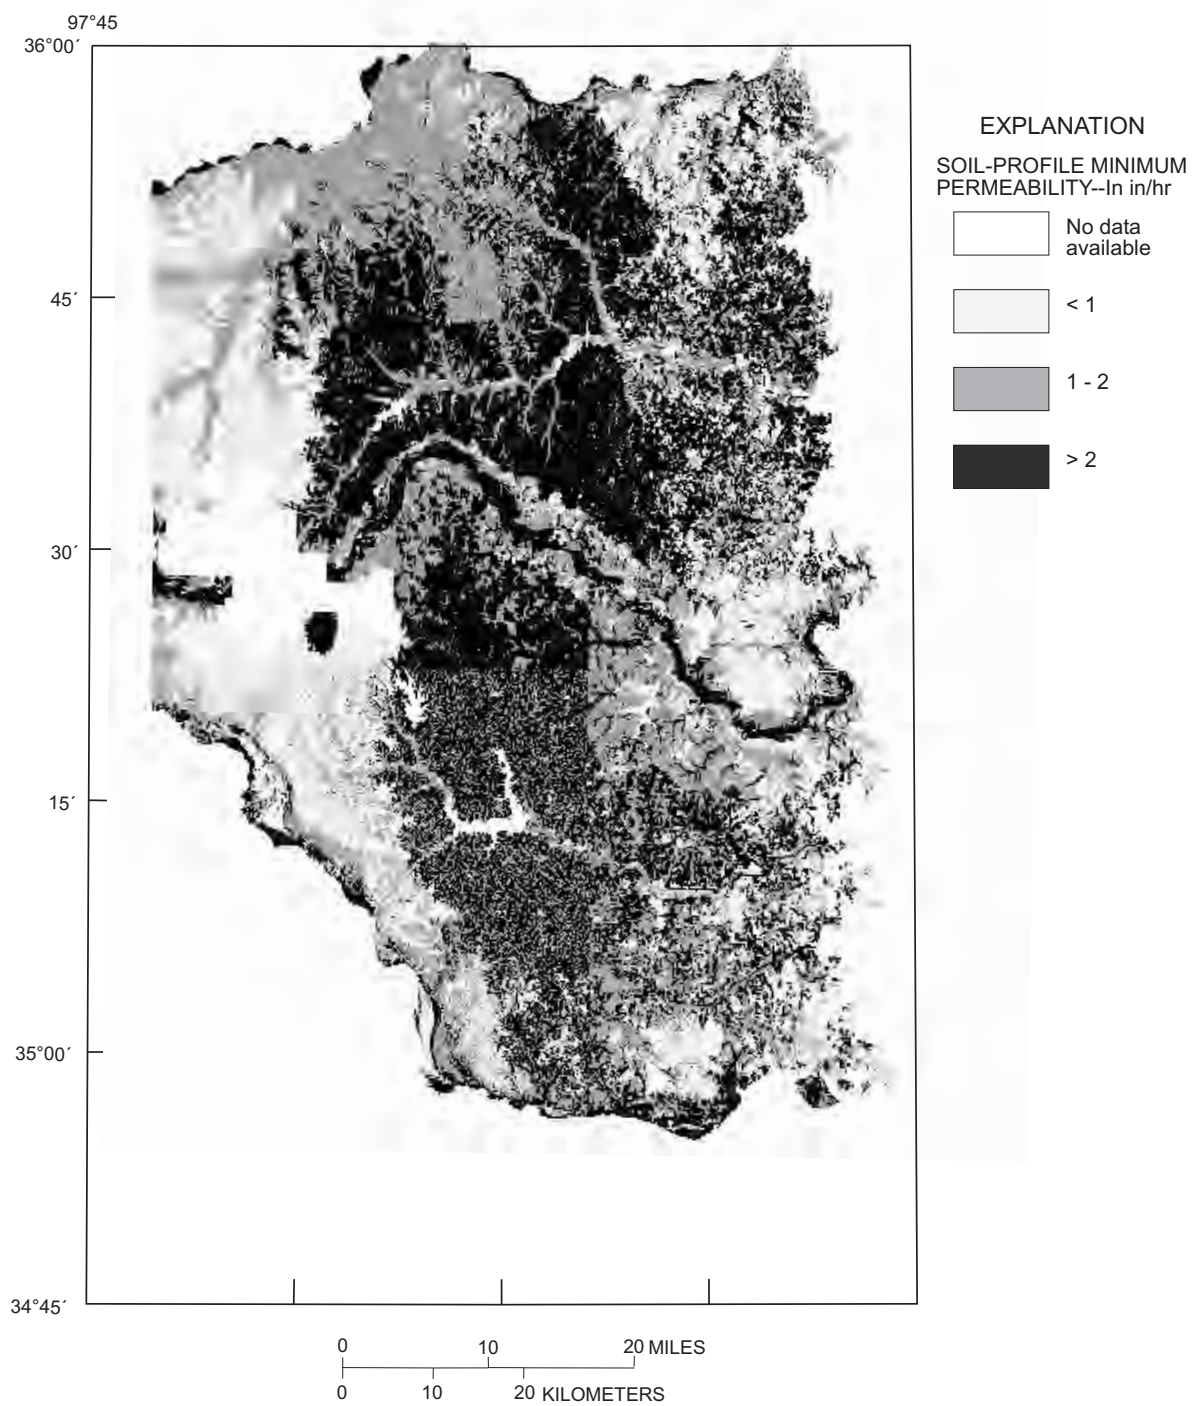 97°45
36°00′
EXPLANATION
SOIL-PROFILE MINIMUM
PERMEABILITY--In in/hr
No data
available
< 1
45′
1 - 2
> 2
30′
15′
35°00′
34°45′
0 10 20 MILES
0 10 20 KILOMETERS